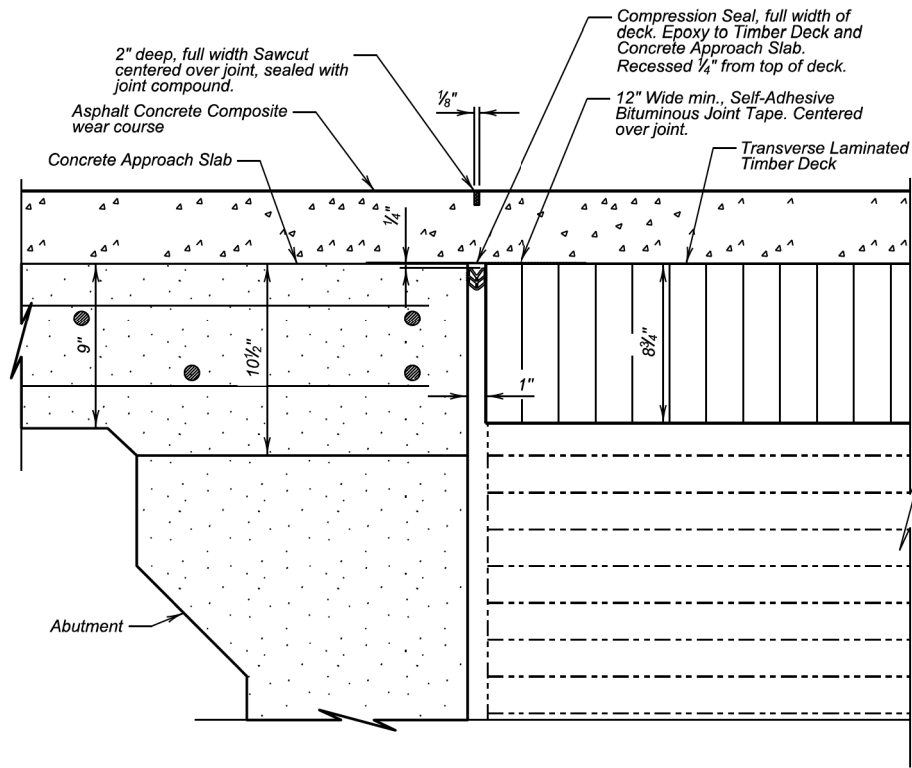 Compression Seal, full width of
deck. Epoxy to Timber Deck and
Concrete Approach Slab.
Recessed ¼" from top of deck.
2" deep, full width Sawcut
centered over joint, sealed with
joint compound.
⅛"
12" Wide min., Self-Adhesive
Bituminous Joint Tape. Centered
over joint.
Asphalt Concrete Composite
wear course
Concrete Approach Slab
Transverse Laminated
Timber Deck
¼"
9"
10½"
8¾"
1"
Abutment